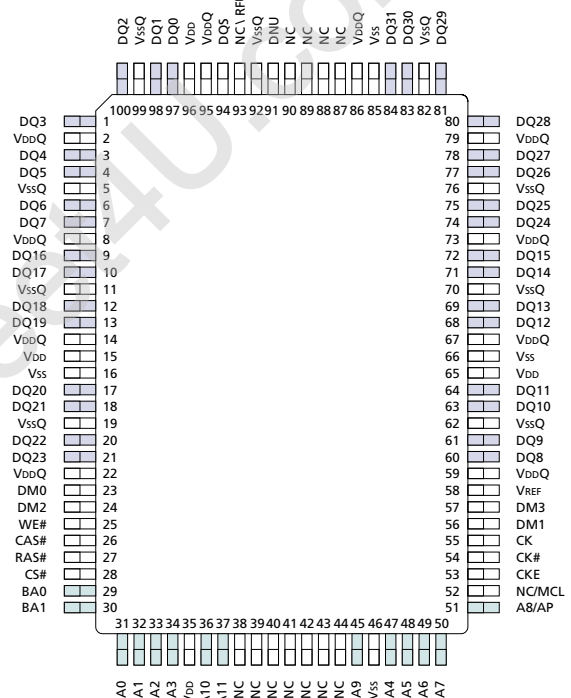 DQ2 VssQ DQ1 DQ0 VDD VDDQ DQS NC \ VssQ DNU NC NC NC NC VDDQ Vss DQ31 DQ30 VssQ DQ29
100 99 98 97 96 95 94 93 92 91 90 89 88 87 86 85 84 83 82 81
DQ3 1 80 DQ28
VDDQ 2 79 VDDQ
DQ4 3 78 DQ27
DQ5 4 77 DQ26
VssQ 5 76 VssQ
DQ6 6 75 DQ25
DQ7 7 74 DQ24
VDDQ 8 73 VDDQ
DQ16 9 72 DQ15
DQ17 10 71 DQ14
VssQ 11 70 VssQ
DQ18 12 69 DQ13
DQ19 13 68 DQ12
VDDQ 14 67 VDDQ
VDD 15 66 Vss
Vss 16 65 VDD
DQ20 17 64 DQ11
DQ21 18 63 DQ10
VssQ 19 62 VssQ
DQ22 20 61 DQ9
DQ23 21 60 DQ8
VDDQ 22 59 VDDQ
DM0 23 58 VREF
DM2 24 57 DM3
WE# 25 56 DM1
CAS# 26 55 CK
RAS# 27 54 CK#
CS# 28 53 CKE
BA0 29 52 NC/MCL
BA1 30 51 A8/AP
31 32 33 34 35 36 37 38 39 40 41 42 43 44 45 46 47 48 49 50
A0 A1 A2 A3 VDD A10 A11 NC NC NC NC NC NC NC A9 Vss A4 A5 A6 A7
eet4U.co